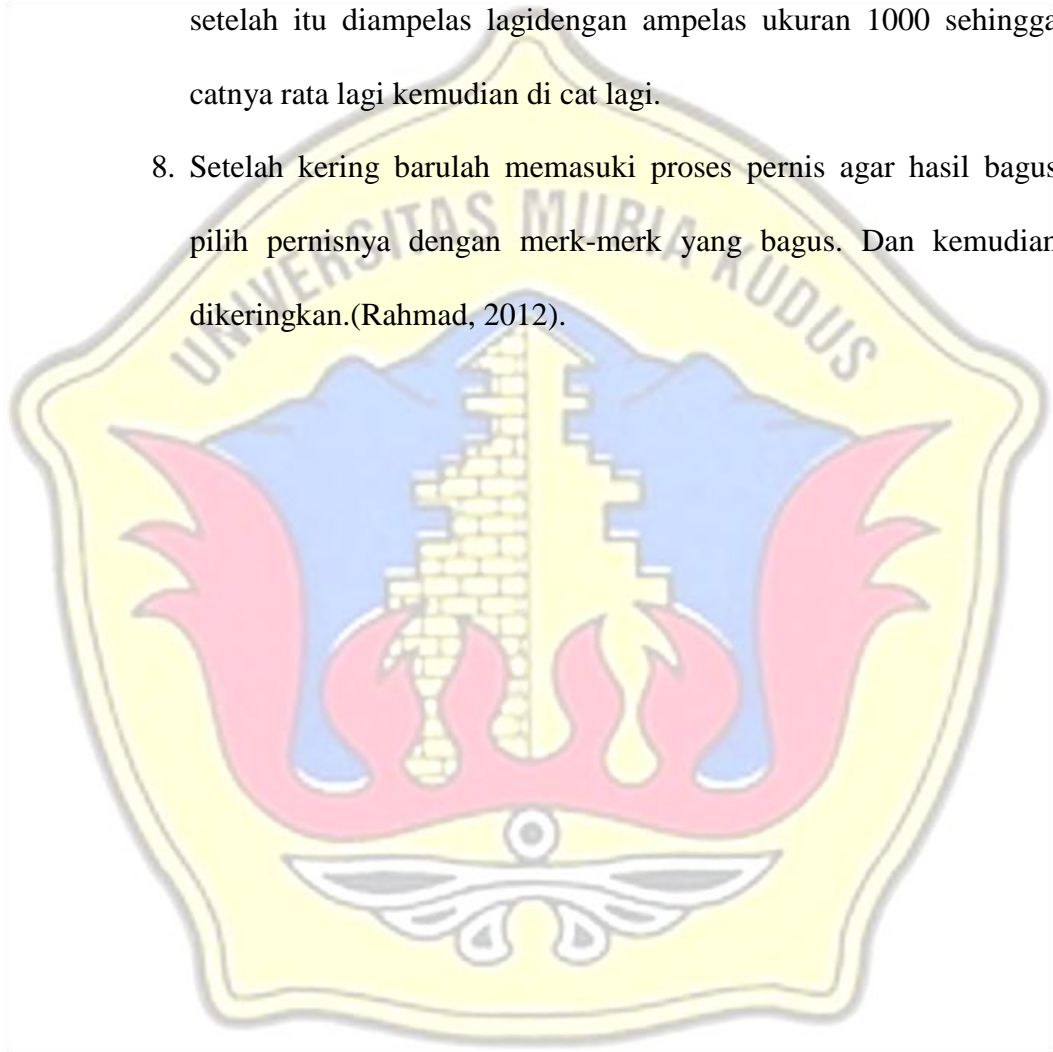 setelah itu diampelas lagidengan ampelas ukuran 1000 sehingga
catnya rata lagi kemudian di cat lagi.
8. Setelah kering barulah memasuki proses pernis agar hasil bagus
pilih pernisnya dengan merk-merk yang bagus. Dan kemudian
dikeringkan.(Rahmad, 2012).
UNIVERSITAS MURIA KUDUS